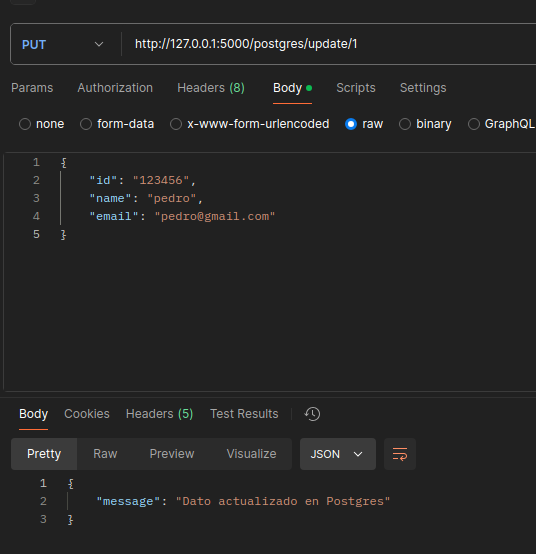 PUT http://127.0.0.1:5000/postgres/update/1
Params Authorization Headers (8) Body Scripts Settings
none form-data x-www-form-urlencoded raw binary GraphQL
1 {
2 "id": "123456",
3 "name": "pedro",
4 "email": "pedro@gmail.com"
5 }
Body Cookies Headers (5) Test Results
Pretty Raw Preview Visualize JSON
1 {
2 "message": "Dato actualizado en Postgres"
3 }